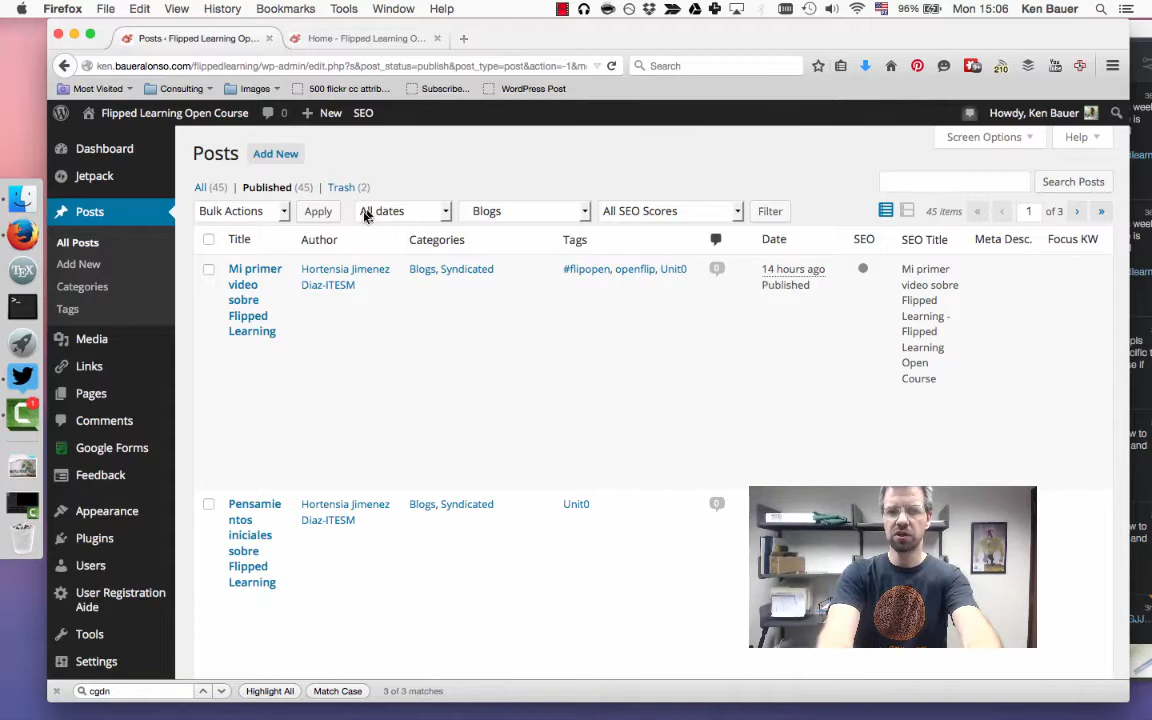 Firefox File Edit View History Bookmarks Tools Window Help 96% Mon 15:06 Ken Bauer
Posts ‹ Flipped Learning Op... × Home - Flipped Learning O... × +
ken.baueralonso.com/flippedlearning/wp-admin/edit.php?s&post_status=publish&post_type=post&action=-1&m Search 210
Most Visited Consulting Images 500 flickr cc attrib... Subscribe... WordPress Post
Flipped Learning Open Course 0 + New SEO Howdy, Ken Bauer
Dashboard
Jetpack
Posts
All Posts
Add New
Categories
Tags
Media
Links
Pages
Comments
Google Forms
Feedback
Appearance
Plugins
Users
User Registration
Aide
Tools
Settings
Posts Add New
Screen Options Help
All (45) | Published (45) | Trash (2)
Search Posts
Bulk Actions Apply All dates Blogs All SEO Scores Filter 45 items « ‹ 1 of 3 › »
Title Author Categories Tags Date SEO SEO Title Meta Desc. Focus KW
Mi primer
video
sobre
Flipped
Learning
Hortensia Jimenez
Diaz-ITESM
Blogs, Syndicated
#flipopen, openflip, Unit0
0
14 hours ago
Published
Mi primer
video sobre
Flipped
Learning -
Flipped
Learning
Open
Course
Pensamie
ntos
iniciales
sobre
Flipped
Learning
Hortensia Jimenez
Diaz-ITESM
Blogs, Syndicated
Unit0
0
× cgdn Highlight All Match Case 3 of 3 matches